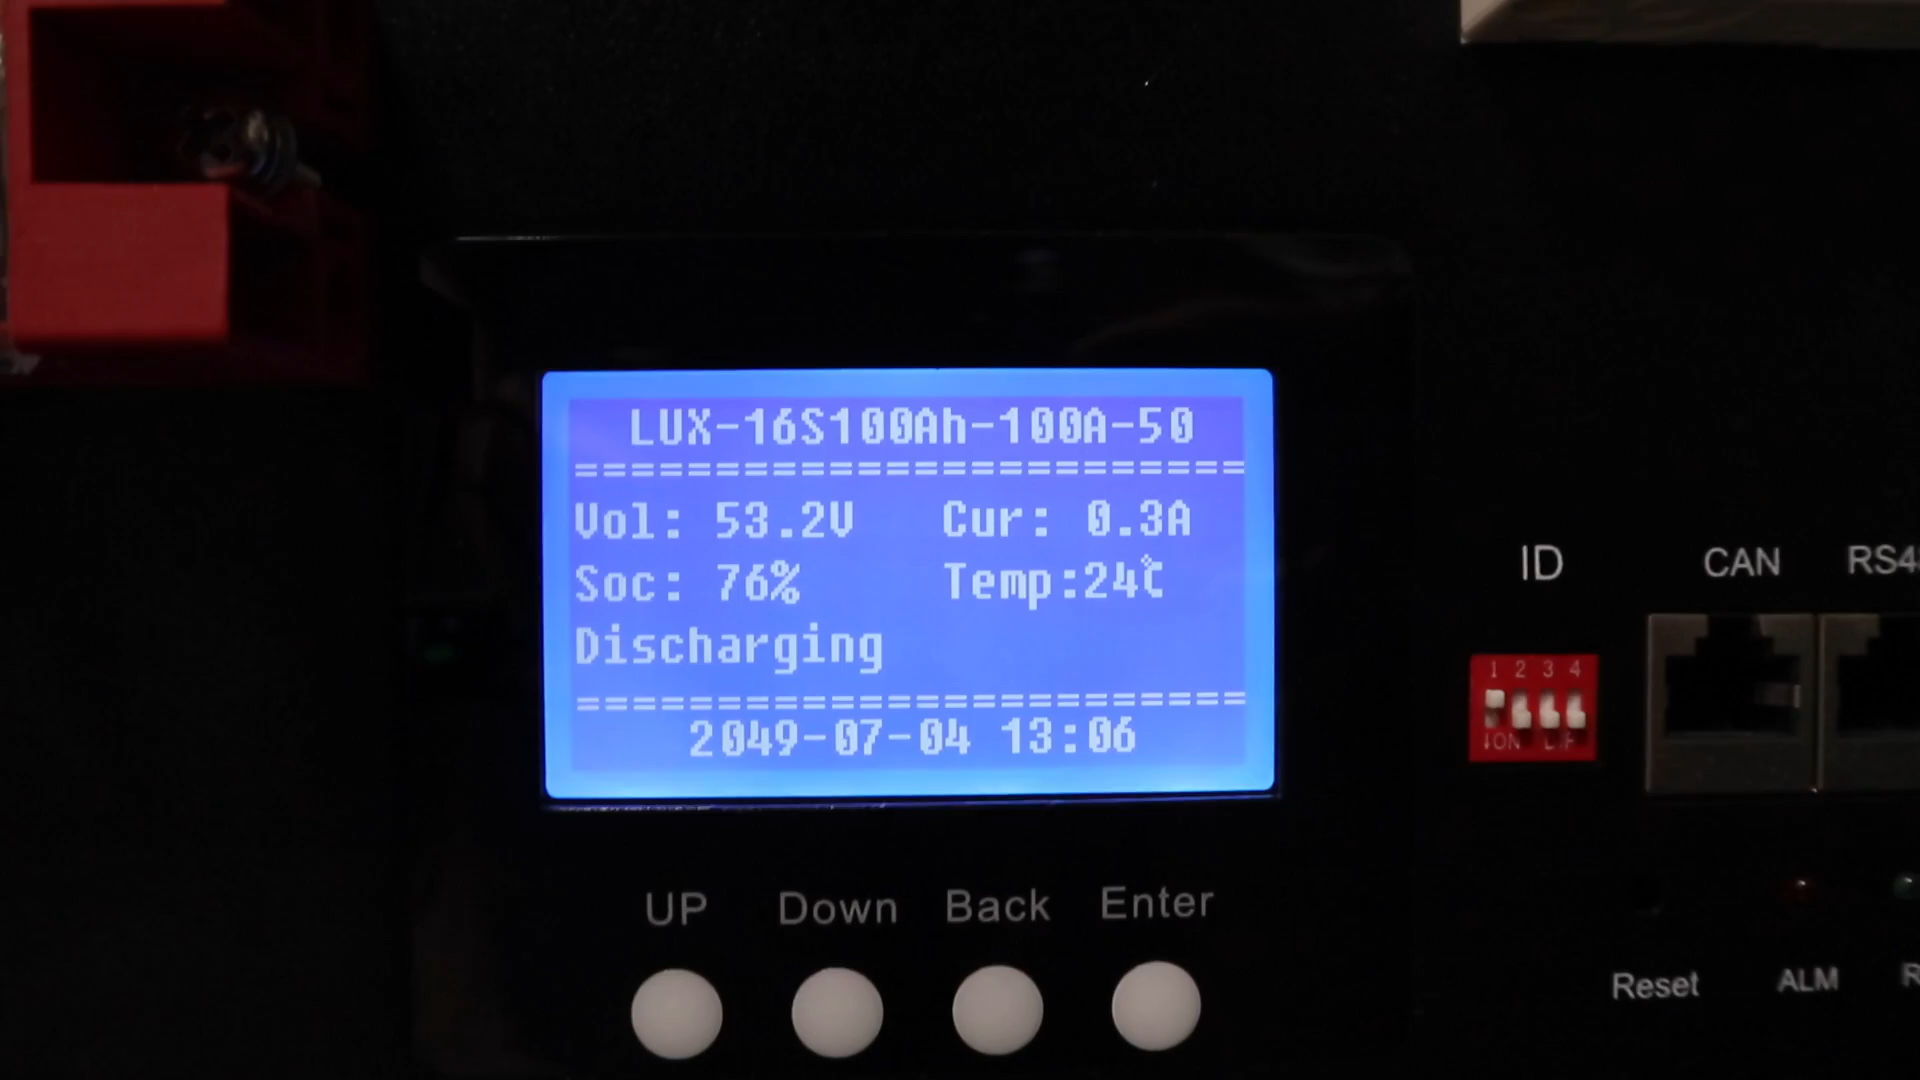 LUX-16S100Ah-100A-50
========================
Vol: 53.2V Cur: 0.3A
Soc: 76% Temp:24℃
Discharging
========================
2049-07-04 13:06
UP Down Back Enter
ID CAN
1 2 3 4
↓ON
Reset ALM